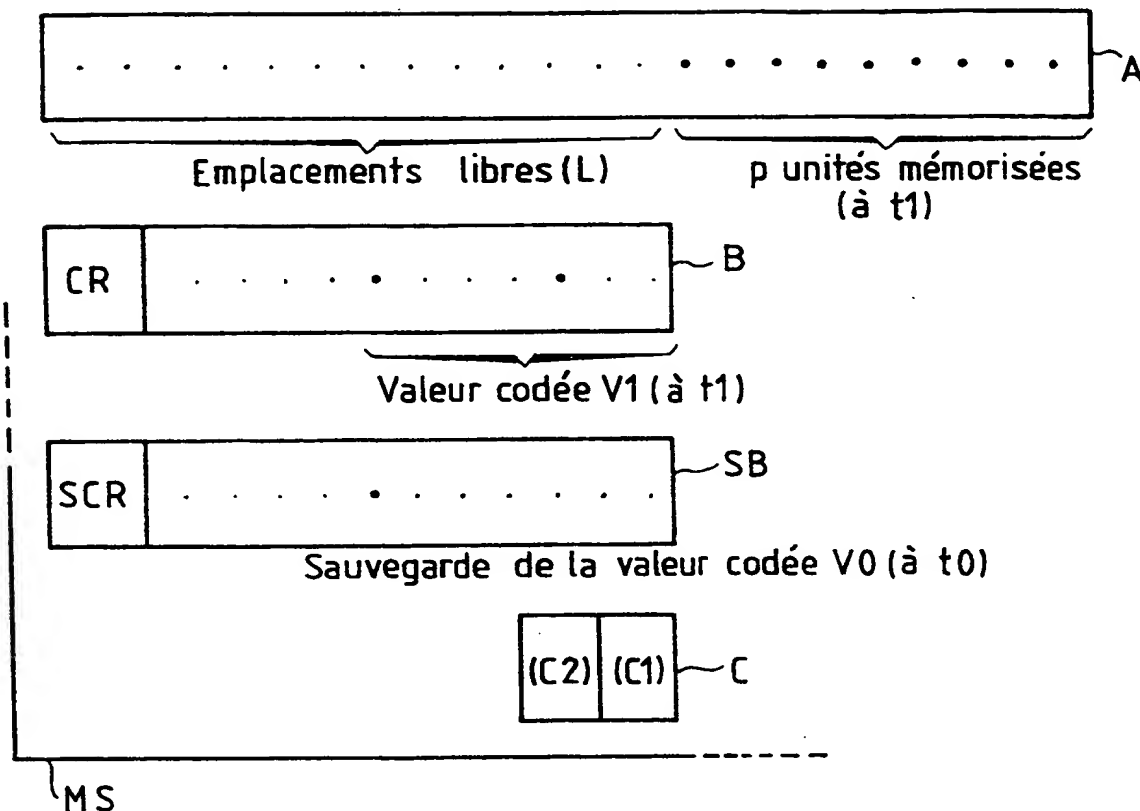 A
Emplacements libres (L)
p unités mémorisées
(à t1)
CR
B
Valeur codée V1 (à t1)
SCR
SB
Sauvegarde de la valeur codée V0 (à t0)
(C2) (C1)
C
MS